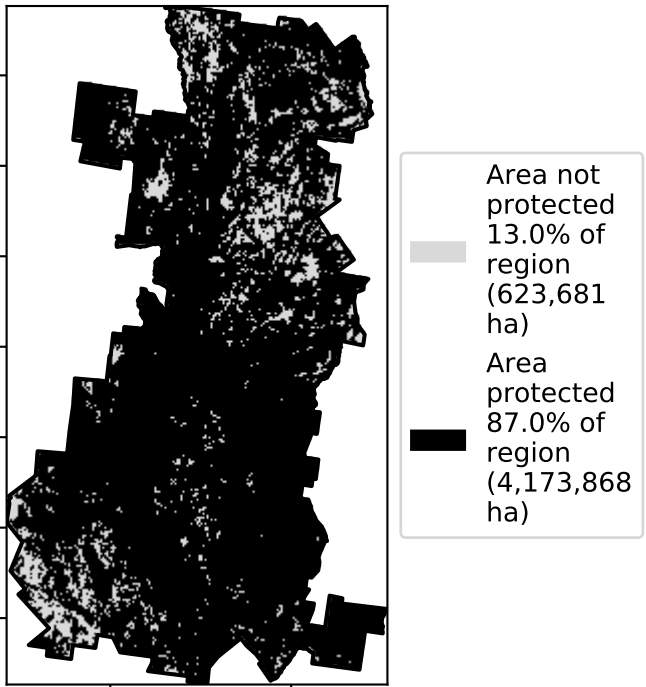 Area not
protected
13.0% of
region
(623,681
ha)
Area
protected
87.0% of
region
(4,173,868
ha)